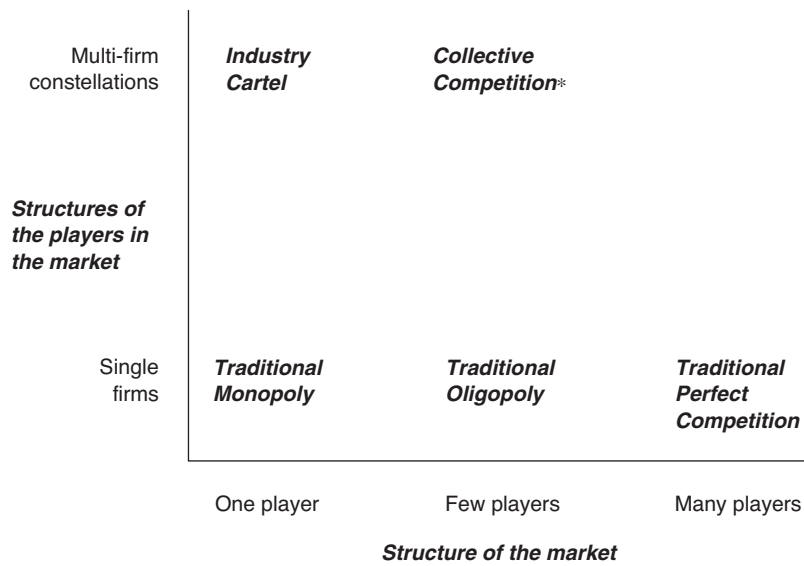 Multi-firm
constellations
Industry
Cartel
Collective
Competition*
Structures of
the players in
the market
Single
firms
Traditional
Monopoly
Traditional
Oligopoly
Traditional
Perfect
Competition
One player
Few players
Many players
Structure of the market